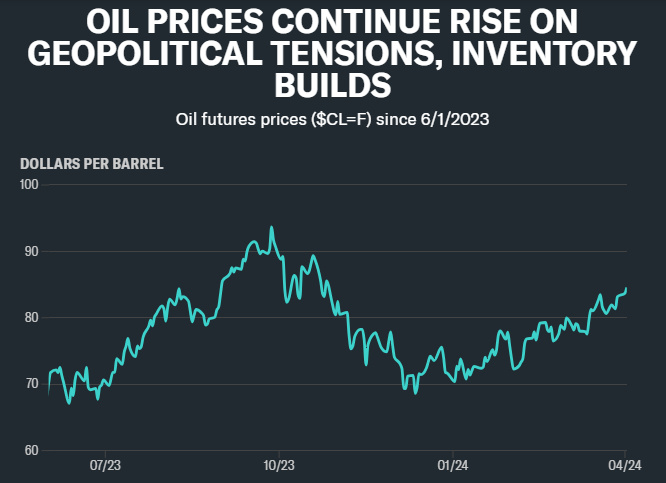 OIL PRICES CONTINUE RISE ON
GEOPOLITICAL TENSIONS, INVENTORY
BUILDS
Oil futures prices ($CL=F) since 6/1/2023
DOLLARS PER BARREL
100
90
80
70
60
07/23 10/23 01/24 04/24